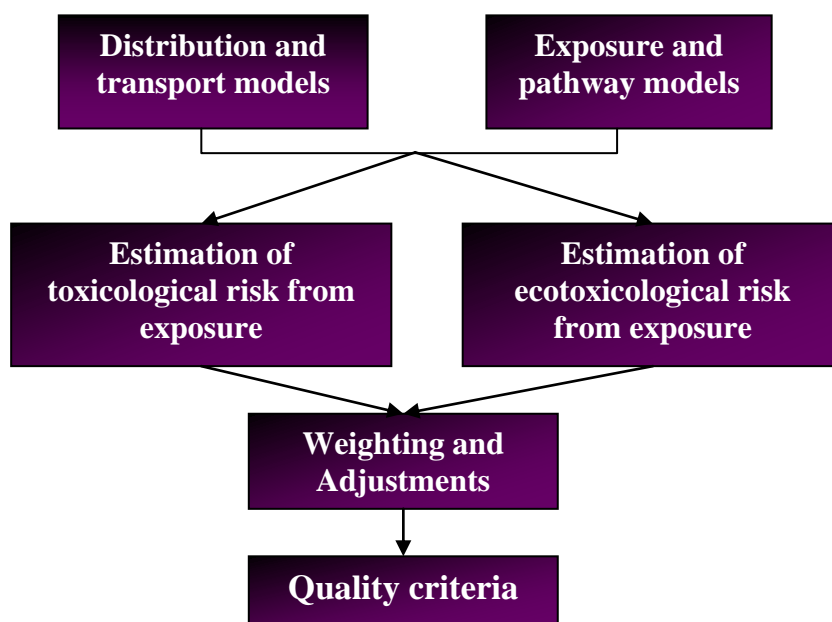 Distribution and
transport models
Exposure and
pathway models
Estimation of
toxicological risk from
exposure
Estimation of
ecotoxicological risk
from exposure
Weighting and
Adjustments
Quality criteria